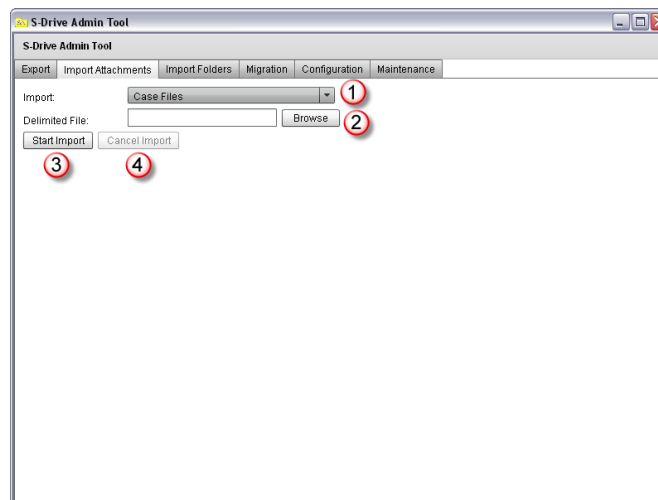 S-Drive Admin Tool
S-Drive Admin Tool
Export Import Attachments Import Folders Migration Configuration Maintenance
Import: Case Files 1
Delimited File: Browse 2
Start Import Cancel Import
3 4